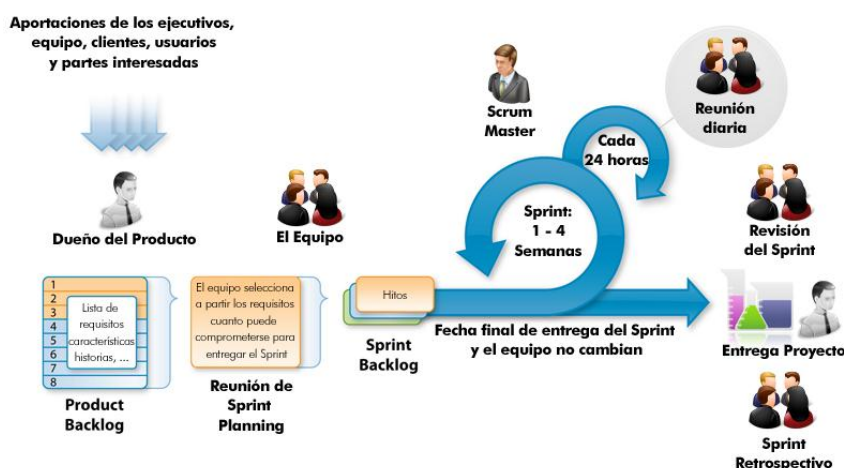 Aportaciones de los ejecutivos,
equipo, clientes, usuarios
y partes interesadas
Dueño del Producto
El Equipo
Scrum
Master
Reunión
diaria
Cada
24 horas
Sprint:
1 - 4
Semanas
Revisión
del Sprint
1
2
3
4
5
6
7
8
Lista de
requisitos
características
historias, ...
Product
Backlog
El equipo selecciona
a partir los requisitos
cuanto puede
comprometerse para
entregar el Sprint
Reunión de
Sprint
Planning
Hitos
Sprint
Backlog
Fecha final de entrega del Sprint
y el equipo no cambian
Entrega Proyecto
Sprint
Retrospectivo